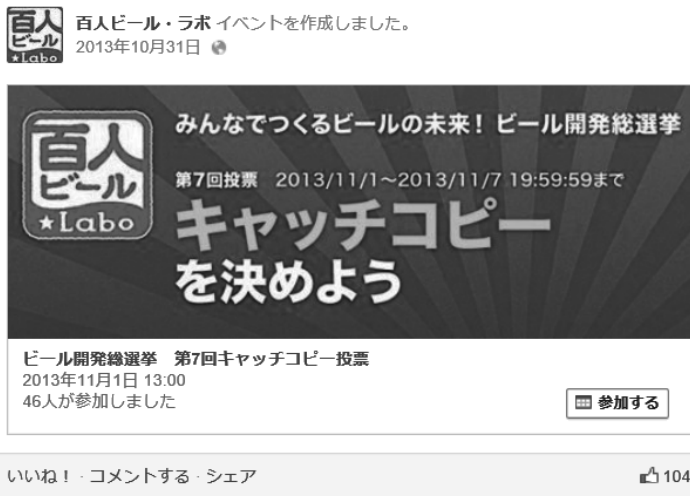 百人ビール・ラボ イベントを作成しました。
2013年10月31日
百人
ビール
★Labo
みんなでつくるビールの未来！ビール開発総選挙
第7回投票 2013/11/1～2013/11/7 19:59:59まで
百人
ビール
★Labo
キャッチコピー
を決めよう
ビール開発総選挙　第7回キャッチコピー投票
2013年11月1日 13:00
46人が参加しました
参加する
いいね！ · コメントする · シェア
104